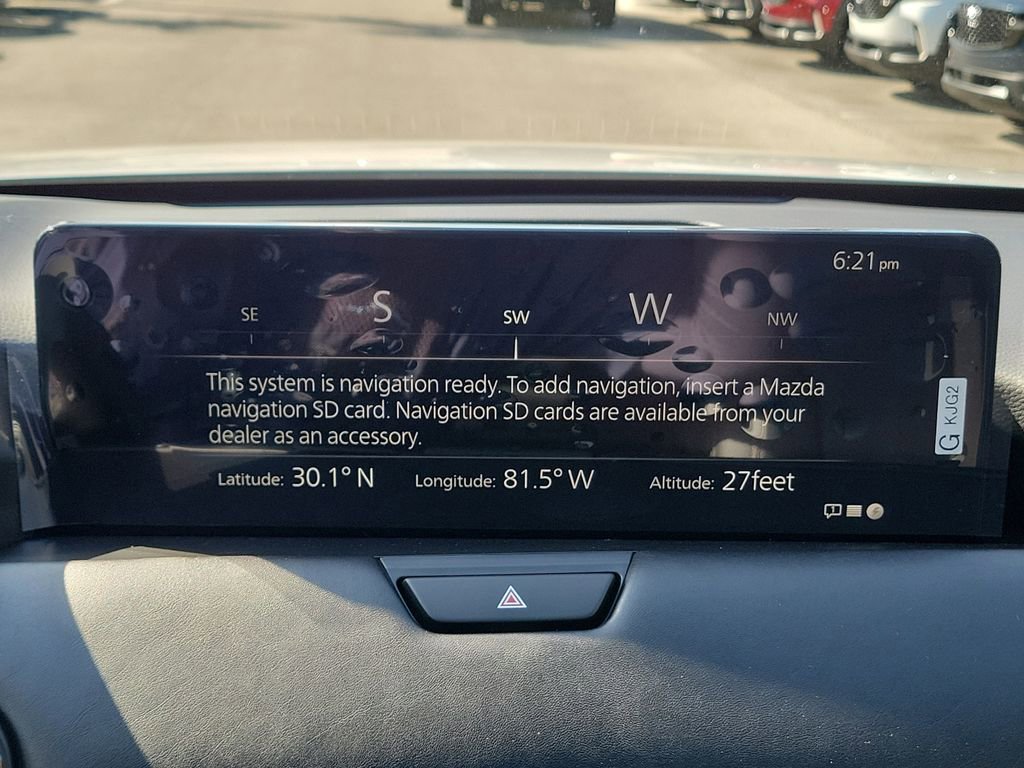 6:21 pm
SE S SW W NW
This system is navigation ready. To add navigation, insert a Mazda
navigation SD card. Navigation SD cards are available from your
dealer as an accessory.
G KJG2
Latitude: 30.1° N Longitude: 81.5° W Altitude: 27feet
1